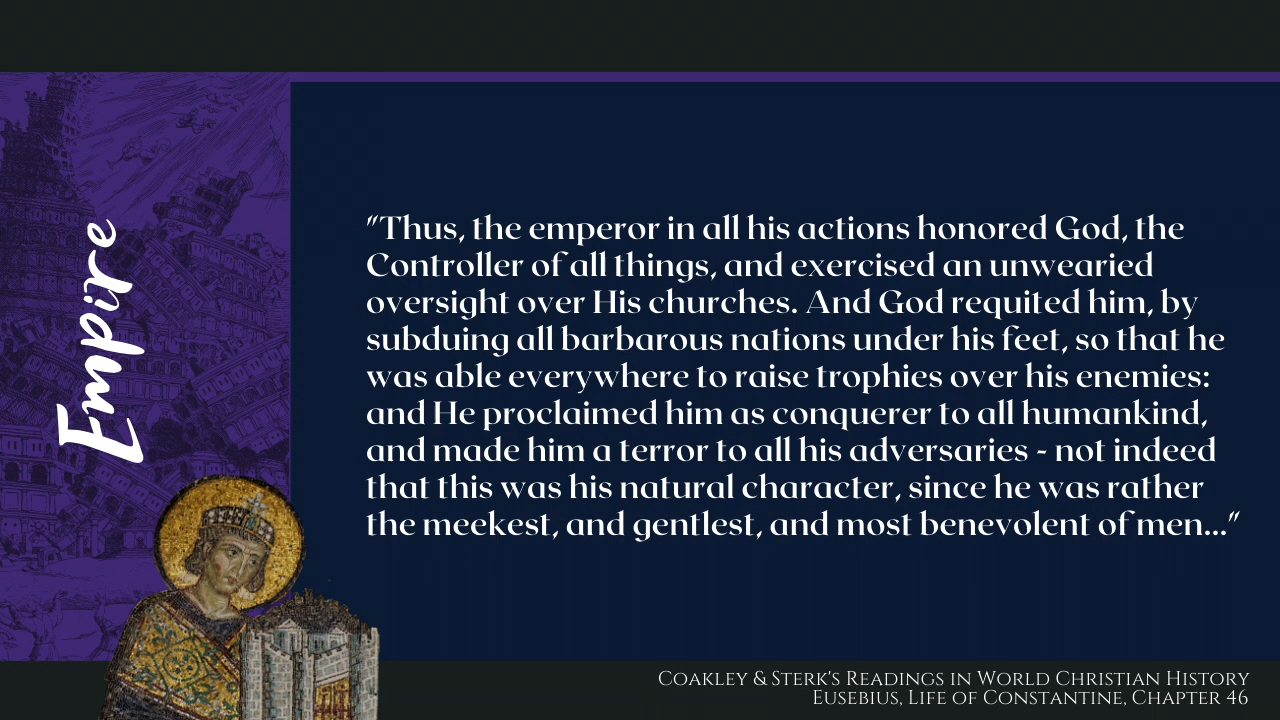 Empire
"Thus, the emperor in all his actions honored God, the
Controller of all things, and exercised an unwearied
oversight over His churches. And God requited him, by
subduing all barbarous nations under his feet, so that he
was able everywhere to raise trophies over his enemies:
and He proclaimed him as conquerer to all humankind,
and made him a terror to all his adversaries - not indeed
that this was his natural character, since he was rather
the meekest, and gentlest, and most benevolent of men..."
Coakley & Sterk's Readings in World Christian History
Eusebius, Life of Constantine, Chapter 46